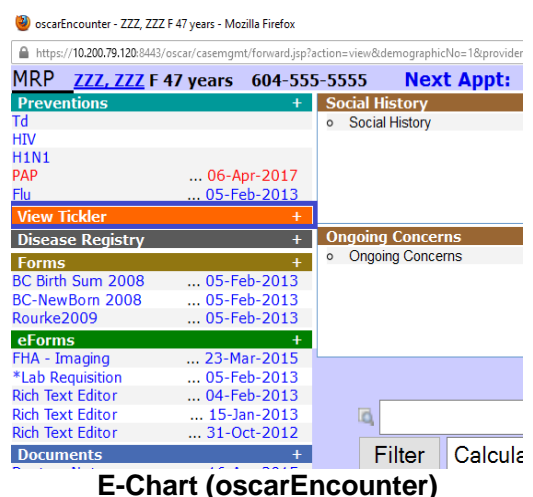 oscarEncounter - ZZZ, ZZZ F 47 years - Mozilla Firefox
https://10.200.79.120:8443/oscar/casemgmt/forward.jsp?action=view&demographicNo=1&provider
MRP ZZZ, ZZZ F 47 years 604-555-5555 Next Appt:
Preventions +
Td
HIV
H1N1
PAP ... 06-Apr-2017
Flu ... 05-Feb-2013
View Tickler +
Disease Registry +
Forms +
BC Birth Sum 2008 ... 05-Feb-2013
BC-NewBorn 2008 ... 05-Feb-2013
Rourke2009 ... 05-Feb-2013
eForms +
FHA - Imaging ... 23-Mar-2015
*Lab Requisition ... 05-Feb-2013
Rich Text Editor ... 04-Feb-2013
Rich Text Editor ... 15-Jan-2013
Rich Text Editor ... 31-Oct-2012
Documents +
Social History
Social History
Ongoing Concerns
Ongoing Concerns
Filter Calcula
E-Chart (oscarEncounter)